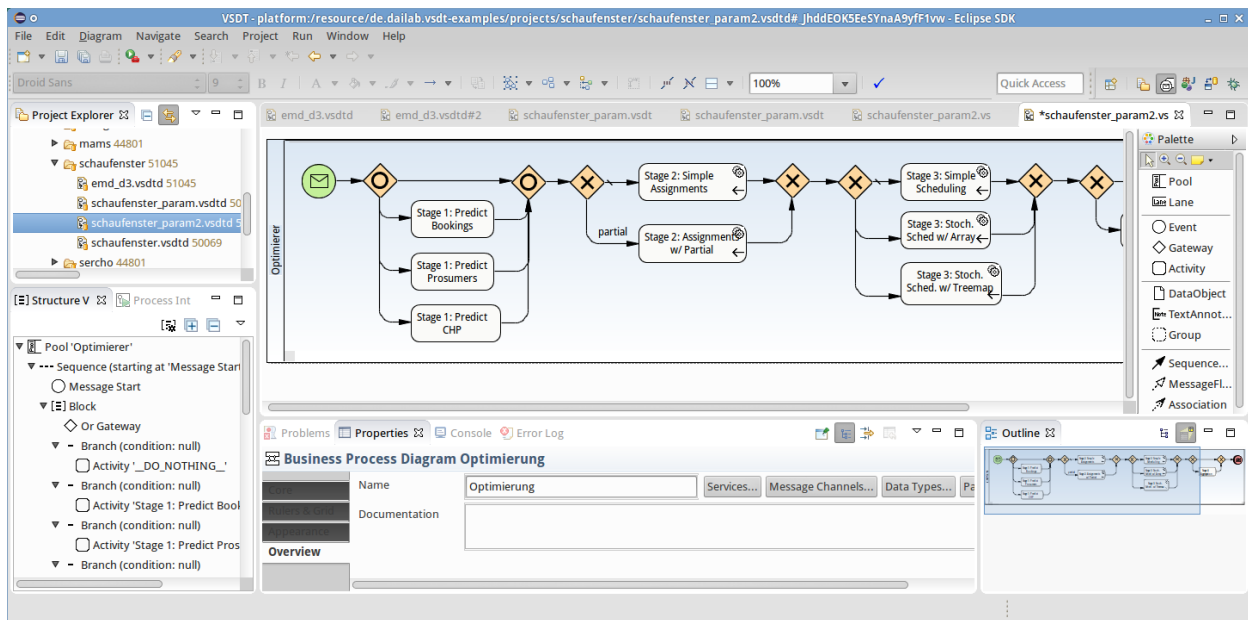 VSDT - platform:/resource/de.dailab.vsdt-examples/projects/schaufenster/schaufenster_param2.vsdtd#_JhddEOK5EeSYnaA9yfF1vw - Eclipse SDK
File Edit Diagram Navigate Search Project Run Window Help
Droid Sans 9 B I A 100% Quick Access
Project Explorer
mams 44801
schaufenster 51045
emd_d3.vsdtd 51045
schaufenster_param.vsdtd 50
schaufenster_param2.vsdtd 5
schaufenster.vsdtd 50069
sercho 44801
Structure V Process Int
Pool 'Optimierer'
Sequence (starting at 'Message Start
Message Start
Block
Or Gateway
Branch (condition: null)
Activity '__DO_NOTHING__'
Branch (condition: null)
Activity 'Stage 1: Predict Book
Branch (condition: null)
Activity 'Stage 1: Predict Pros
Branch (condition: null)
emd_d3.vsdtd emd_d3.vsdtd#2 schaufenster_param.vsdt schaufenster_param.vsdt schaufenster_param2.vs *schaufenster_param2.vs
Optimierer
Stage 1: Predict
Bookings
Stage 1: Predict
Prosumers
Stage 1: Predict
CHP
Stage 2: Simple
Assignments
partial
Stage 2: Assignments
w/ Partial
Stage 3: Simple
Scheduling
Stage 3: Stoch.
Sched w/ Array
Stage 3: Stoch.
Sched. w/ Treemap
Palette
Pool
Lane
Event
Gateway
Activity
DataObject
TextAnnot...
Group
Sequence...
MessageFl...
Association
Problems Properties Console Error Log
Business Process Diagram Optimierung
Core
Rulers & Grid
Appearance
Overview
Name Optimierung Services... Message Channels... Data Types... Pa
Documentation
Outline